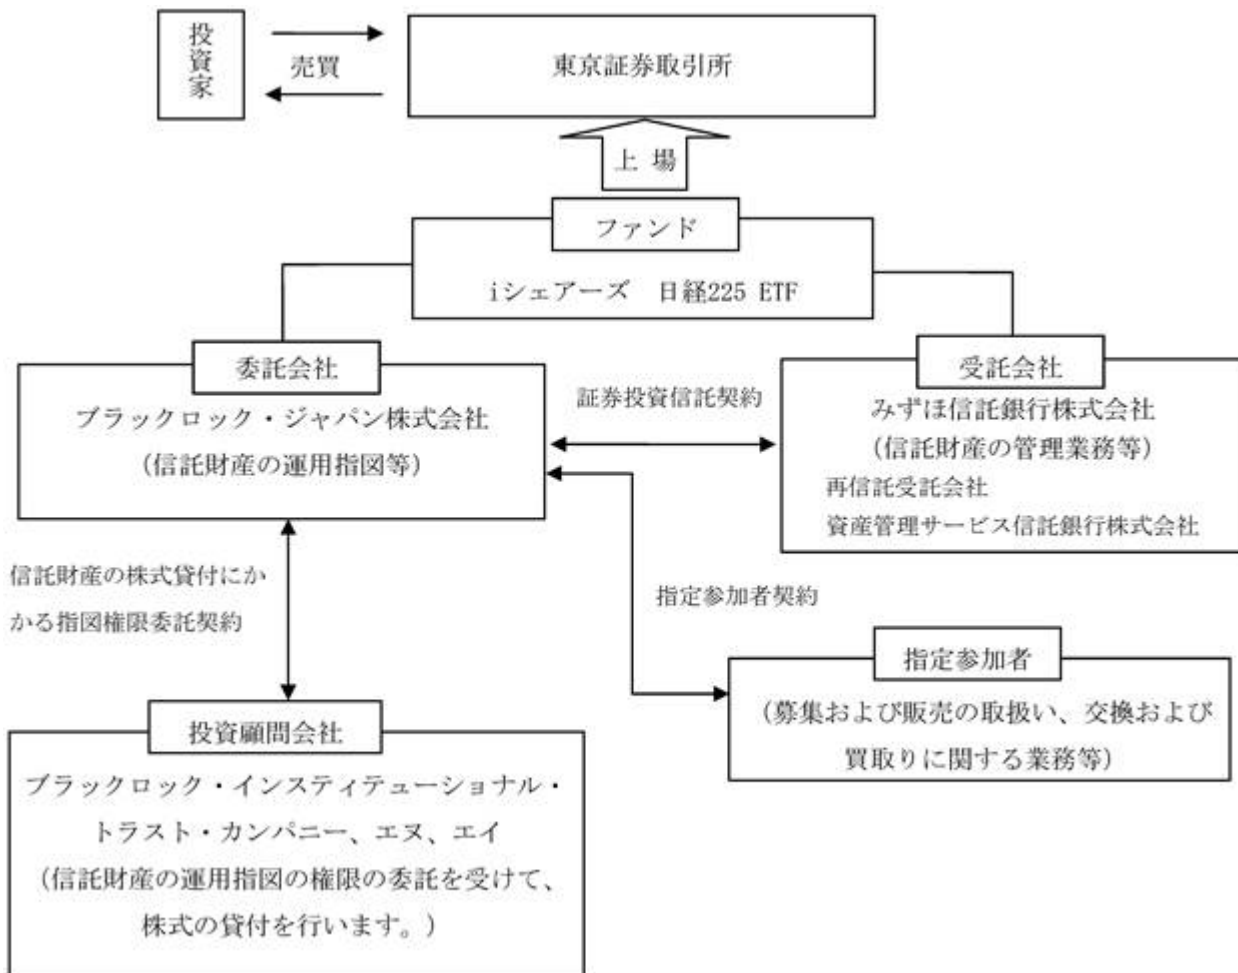 投資家
売買
東京証券取引所
上 場
ファンド
iシェアーズ 日経225 ETF
委託会社
ブラックロック・ジャパン株式会社
(信託財産の運用指図等)
証券投資信託契約
受託会社
みずほ信託銀行株式会社
(信託財産の管理業務等)
再信託受託会社
資産管理サービス信託銀行株式会社
信託財産の株式貸付にか
かる指図権限委託契約
指定参加者契約
指定参加者
(募集および販売の取扱い、交換および
買取りに関する業務等)
投資顧問会社
ブラックロック・インスティテューショナル・
トラスト・カンパニー、エヌ、エイ
(信託財産の運用指図の権限の委託を受けて、
株式の貸付を行います。)